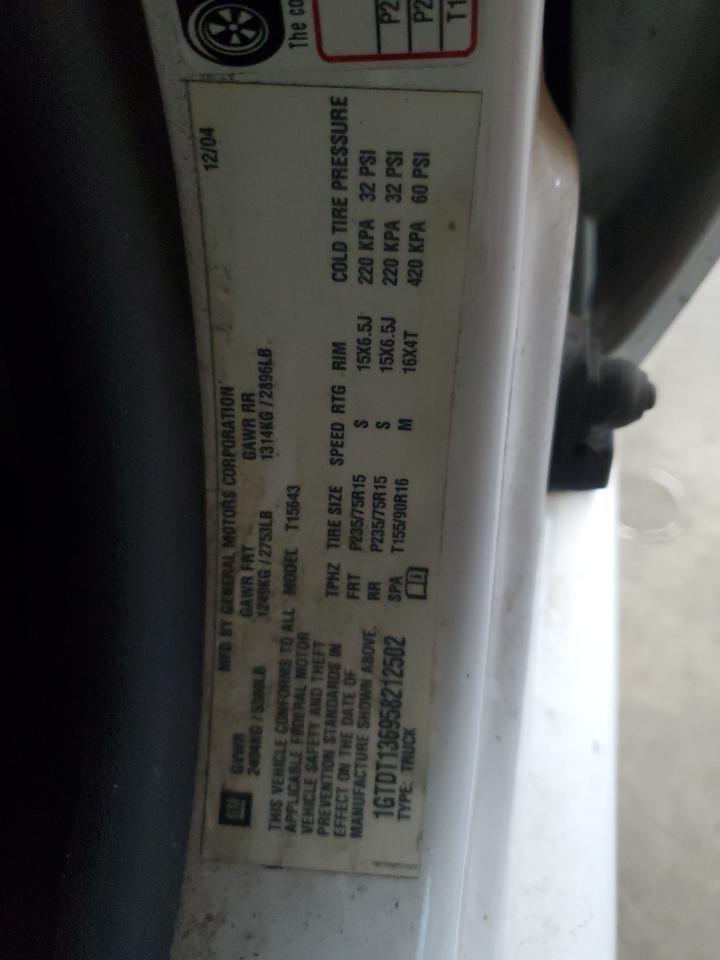 The co
P2
P2
T1
12/04
MFD BY GENERAL MOTORS CORPORATION
GVWR GAWR FRT GAWR RR
2404KG / 5300LB 1249KG / 2753LB 1314KG / 2896LB
THIS VEHICLE CONFORMS TO ALL MODEL T15643
APPLICABLE FEDERAL MOTOR
VEHICLE SAFETY AND THEFT
PREVENTION STANDARDS IN
EFFECT ON THE DATE OF
MANUFACTURE SHOWN ABOVE.
TPHZ TIRE SIZE SPEED RTG RIM COLD TIRE PRESSURE
FRT P235/75R15 S 15X6.5J 220 KPA 32 PSI
RR P235/75R15 S 15X6.5J 220 KPA 32 PSI
SPA T155/90R16 M 16X4T 420 KPA 60 PSI
1GTDT136958212502
TYPE: TRUCK